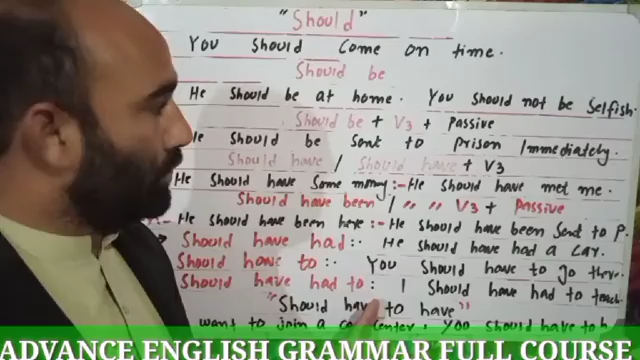 "Should"
You Should Come on time.
Should be
He Should be at home. You Should not be Selfish.
Should be + V3 + Passive
He Should be Sent to Prison Immediately.
Should have / Should have + V3
He Should have Some money :- He Should have met me.
Should have been / " " V3 + Passive
He Should have been here :- He Should have been Sent to P.
Should have had :. He Should have had a Car.
Should have to :. You Should have to go there.
Should have had to : I Should have had to teach
"Should have to have"
want to join a Center, You Should have to h
ADVANCE ENGLISH GRAMMAR FULL COURSE